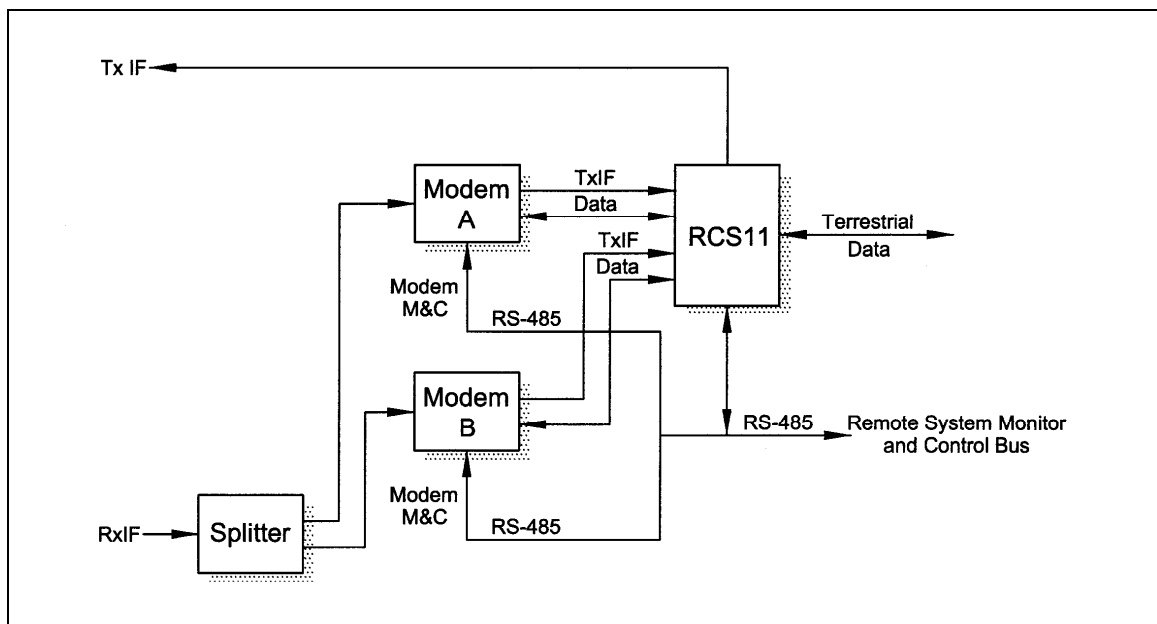 Tx IF
Modem
A
TxIF
Data
RCS11
Terrestrial
Data
TxIF
Data
Modem
M&C
RS-485
Modem
B
RS-485
Remote System Monitor
and Control Bus
Modem
M&C
RS-485
RxIF
Splitter